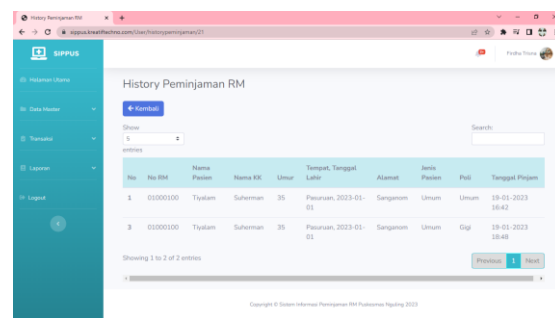 History Peminjaman RM
sippus.kreatiftechno.com/User/historypeminjaman/21
SIPPUS
Firdha Trisna
Halaman Utama
Data Master
Transaksi
Laporan
Logout
History Peminjaman RM
Kembali
Show
5
entries
Search:
No No RM Nama Pasien Nama KK Umur Tempat, Tanggal Lahir Alamat Jenis Pasien Poli Tanggal Pinjam
1 01000100 Tiyalam Suherman 35 Pasuruan, 2023-01-01 Sanganom Umum Umum 19-01-2023 16:42
3 01000100 Tiyalam Suherman 35 Pasuruan, 2023-01-01 Sanganom Umum Gigi 19-01-2023 18:48
Showing 1 to 2 of 2 entries
Previous 1 Next
Copyright © Sistem Informasi Peminjaman RM Puskesmas Nguling 2023